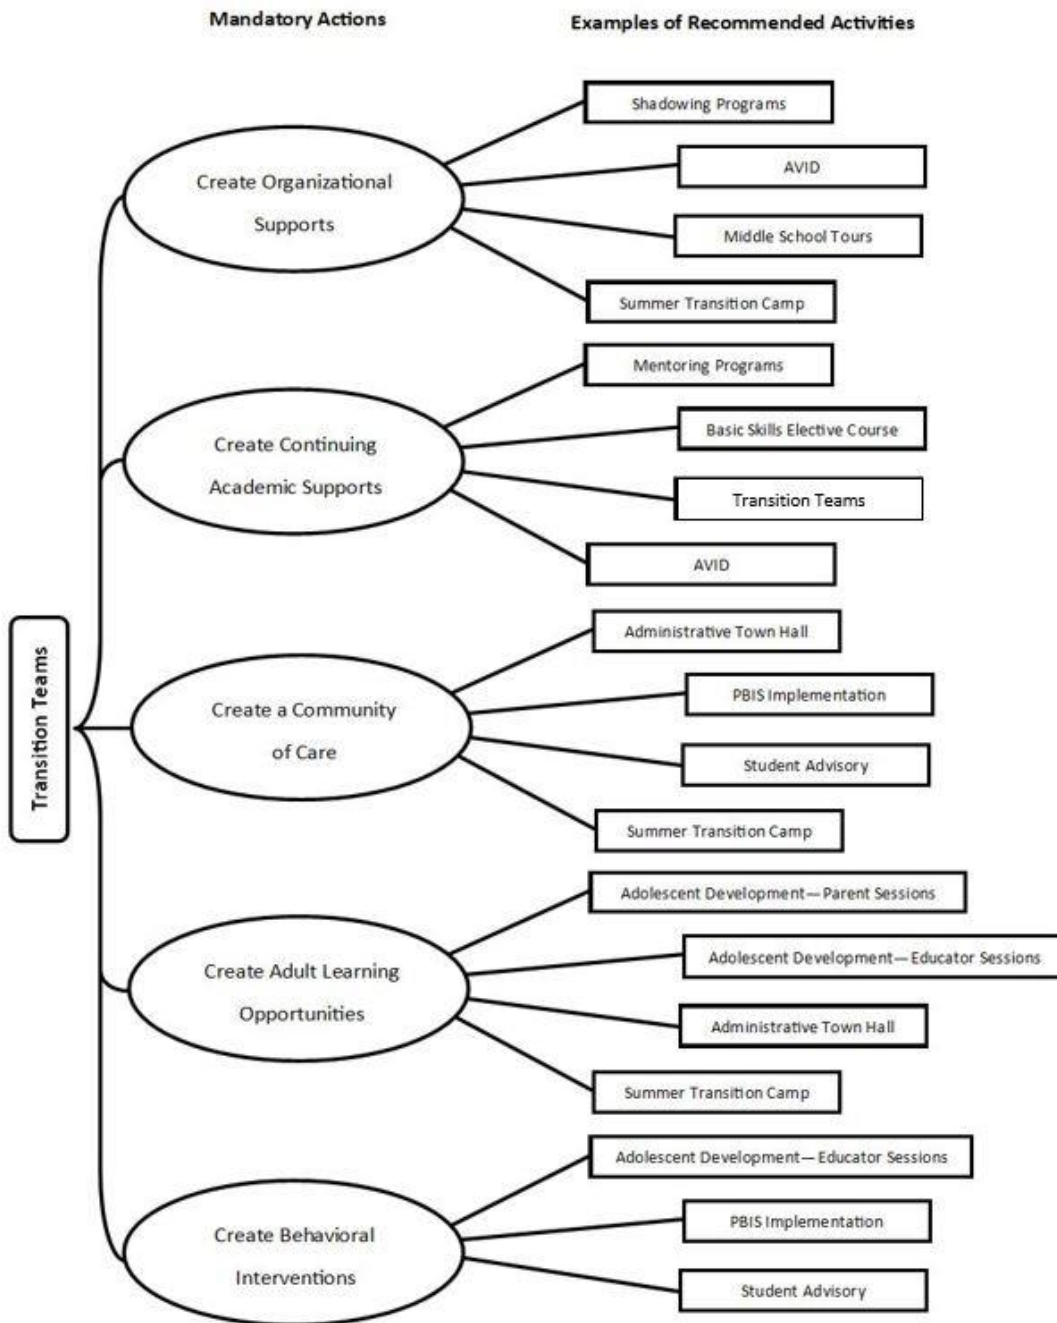 Mandatory Actions
Examples of Recommended Activities
Transition Teams
Create Organizational
Supports
Shadowing Programs
AVID
Middle School Tours
Summer Transition Camp
Create Continuing
Academic Supports
Mentoring Programs
Basic Skills Elective Course
Transition Teams
AVID
Create a Community
of Care
Administrative Town Hall
PBIS Implementation
Student Advisory
Summer Transition Camp
Create Adult Learning
Opportunities
Adolescent Development—Parent Sessions
Adolescent Development—Educator Sessions
Administrative Town Hall
Summer Transition Camp
Create Behavioral
Interventions
Adolescent Development—Educator Sessions
PBIS Implementation
Student Advisory